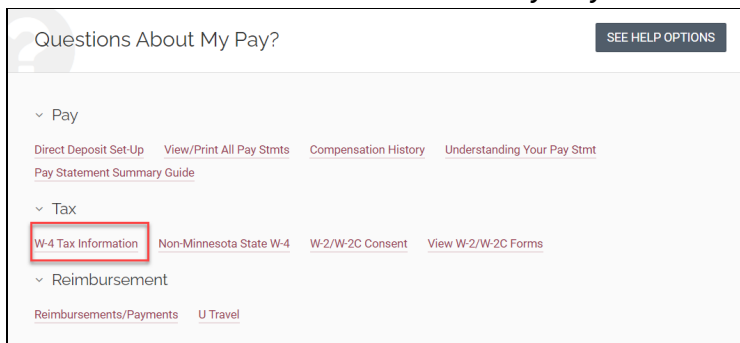 Questions About My Pay?
SEE HELP OPTIONS
Pay
Direct Deposit Set-Up View/Print All Pay Stmts Compensation History Understanding Your Pay Stmt
Pay Statement Summary Guide
Tax
W-4 Tax Information Non-Minnesota State W-4 W-2/W-2C Consent View W-2/W-2C Forms
Reimbursement
Reimbursements/Payments U Travel